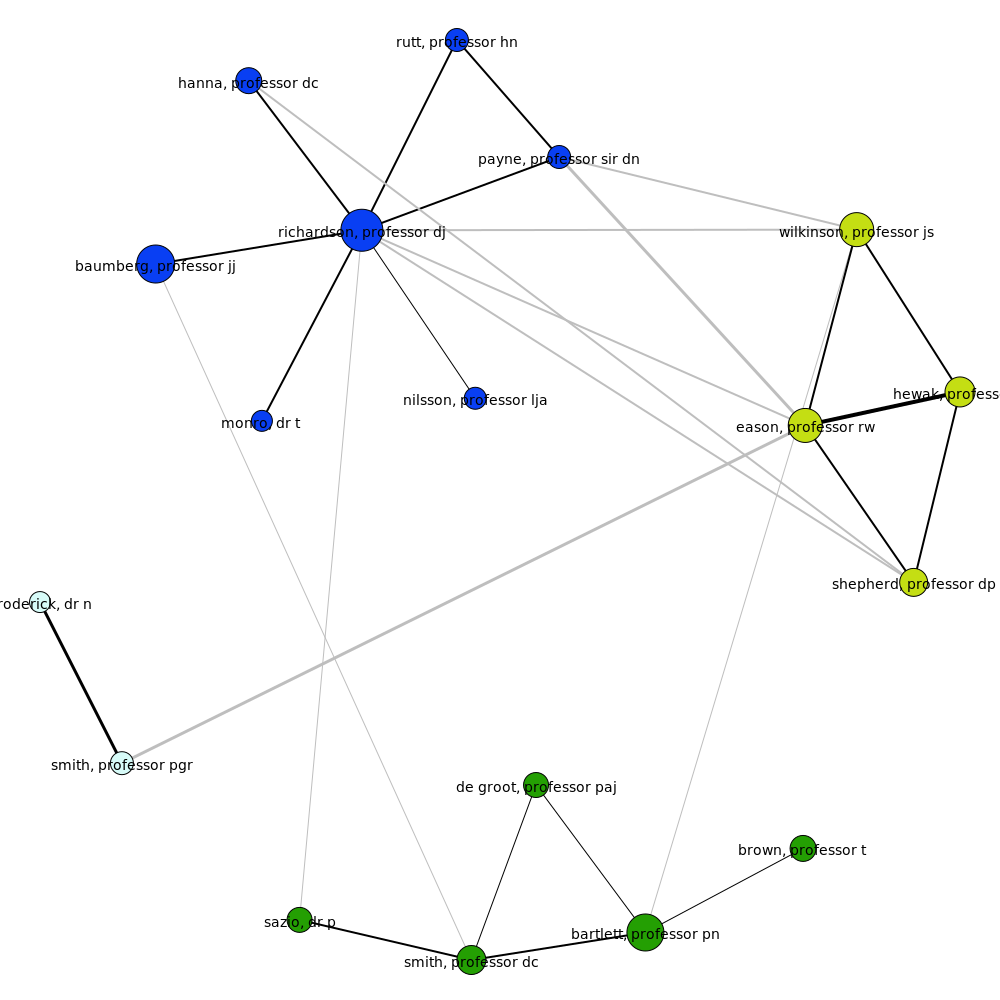 rutt, professor hn
hanna, professor dc
payne, professor sir dn
richardson, professor dj
wilkinson, professor js
baumberg, professor jj
hewak, profess
nilsson, professor lja
monro, dr t
eason, professor rw
shepherd, professor dp
roderick, dr n
smith, professor pgr
de groot, professor paj
brown, professor t
sazio, dr p
bartlett, professor pn
smith, professor dc